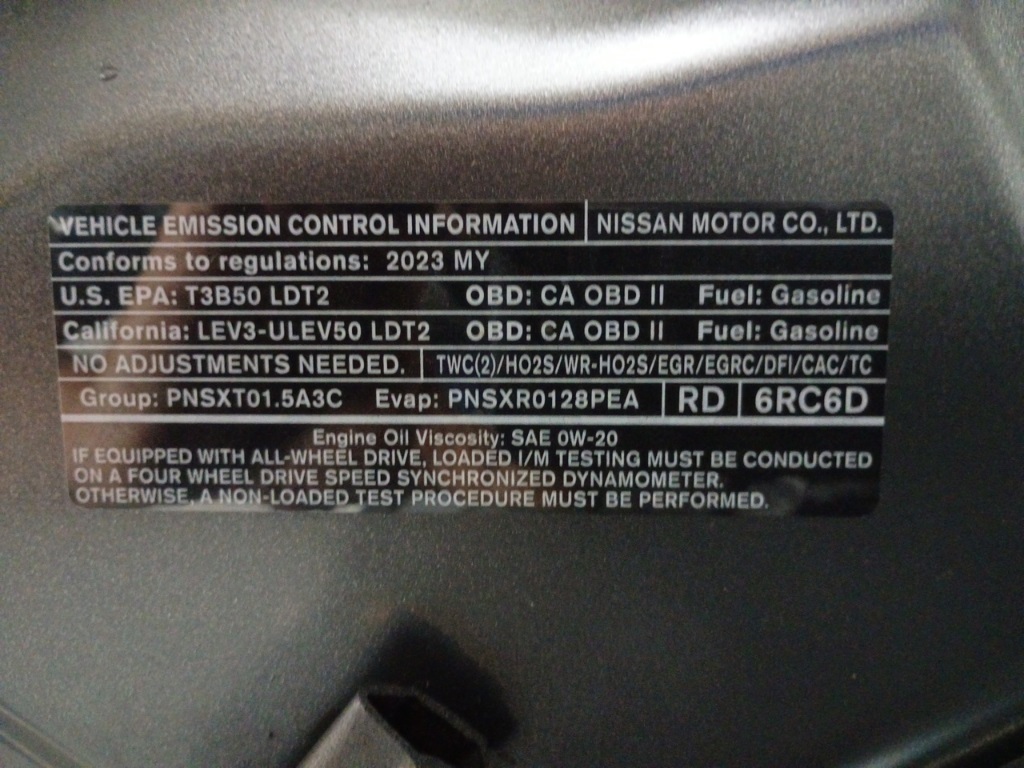 VEHICLE EMISSION CONTROL INFORMATION NISSAN MOTOR CO., LTD.
Conforms to regulations: 2023 MY
U.S. EPA: T3B50 LDT2 OBD: CA OBD II Fuel: Gasoline
California: LEV3-ULEV50 LDT2 OBD: CA OBD II Fuel: Gasoline
NO ADJUSTMENTS NEEDED. TWC(2)/HO2S/WR-HO2S/EGR/EGRC/DFI/CAC/TC
Group: PNSXT01.5A3C Evap: PNSXR0128PEA RD 6RC6D
Engine Oil Viscosity: SAE 0W-20
IF EQUIPPED WITH ALL-WHEEL DRIVE, LOADED I/M TESTING MUST BE CONDUCTED
ON A FOUR WHEEL DRIVE SPEED SYNCHRONIZED DYNAMOMETER.
OTHERWISE, A NON-LOADED TEST PROCEDURE MUST BE PERFORMED.